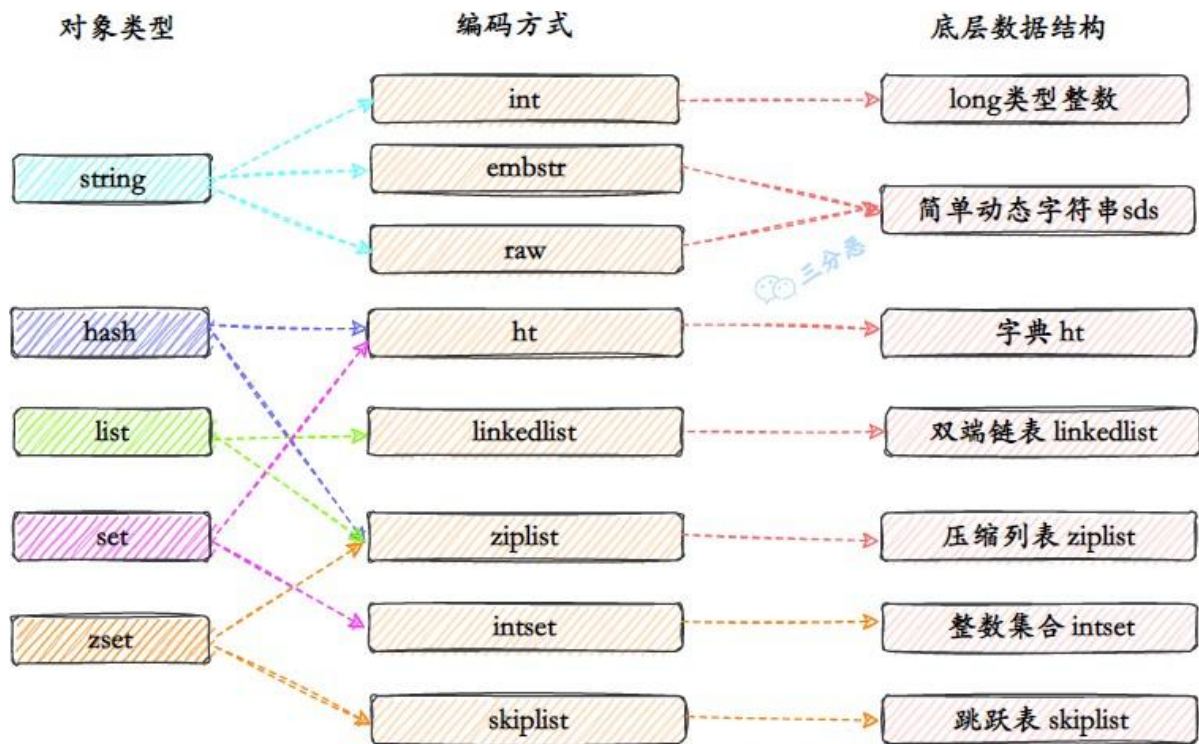 对象类型 编码方式 底层数据结构
int long类型整数
string embstr 简单动态字符串sds
raw
三分恶
hash ht 字典 ht
list linkedlist 双端链表 linkedlist
set ziplist 压缩列表 ziplist
zset intset 整数集合 intset
skiplist 跳跃表 skiplist